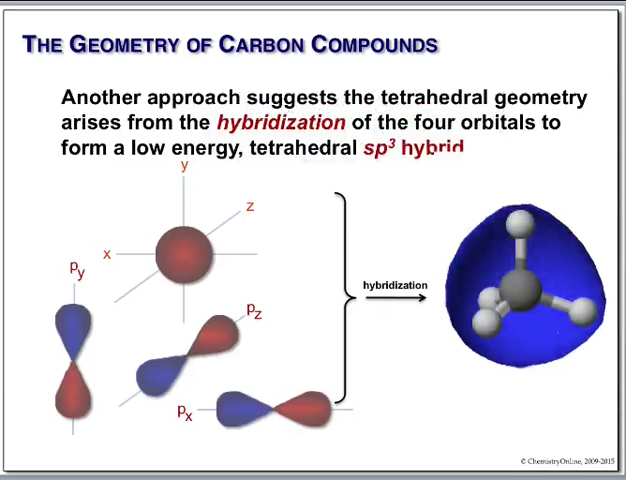 THE GEOMETRY OF CARBON COMPOUNDS
Another approach suggests the tetrahedral geometry
arises from the hybridization of the four orbitals to
form a low energy, tetrahedral sp³ hybrid
y
z
x
py
pz
hybridization
px
© ChemistryOnline, 2009-2015